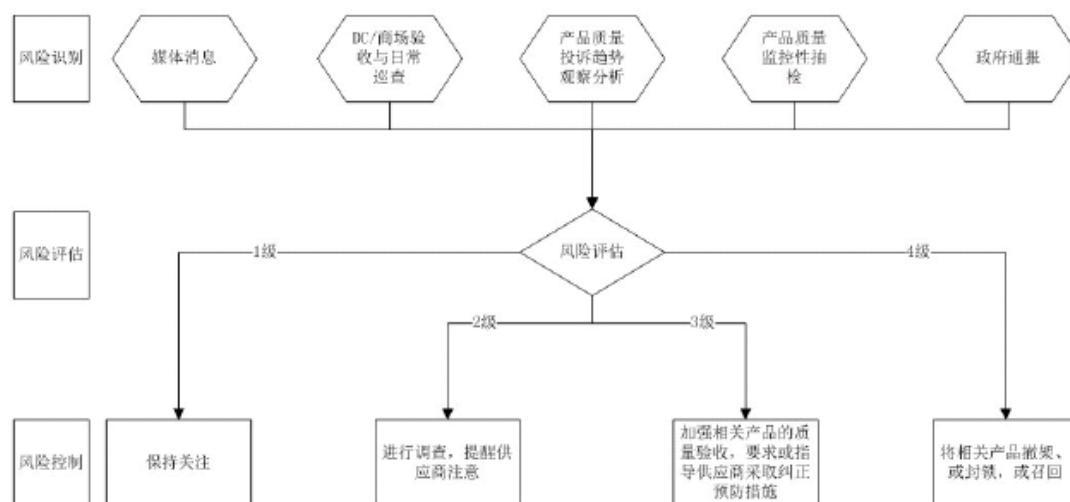 风险识别
媒体消息
DC/商场验
收与日常
巡查
产品质量
投诉趋势
观察分析
产品质量
监控性抽
检
政府通报
风险评估
1级
风险评估
4级
2级
3级
风险控制
保持关注
进行调查，提醒供
应商注意
加强相关产品的质
量验收，要求或指
导供应商采取纠正
预防措施
将相关产品撤架、
或封锁，或召回